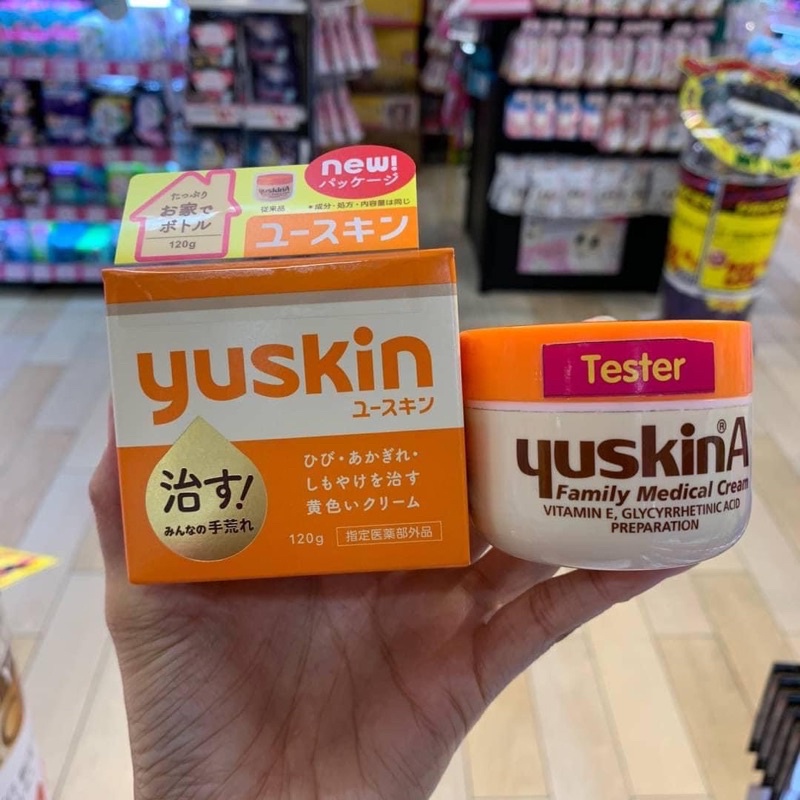 new!
パッケージ
たっぷり
お家で
ボトル
120g
yuskinA
従来品
*成分・処方・内容量は同じ
ユースキン
yuskin
ユースキン
治す!
みんなの手荒れ
ひび・あかぎれ・
しもやけを治す
黄色いクリーム
120g 指定医薬部外品
Tester
yuskinA®
Family Medical Cream
VITAMIN E, GLYCYRRHETINIC ACID
PREPARATION